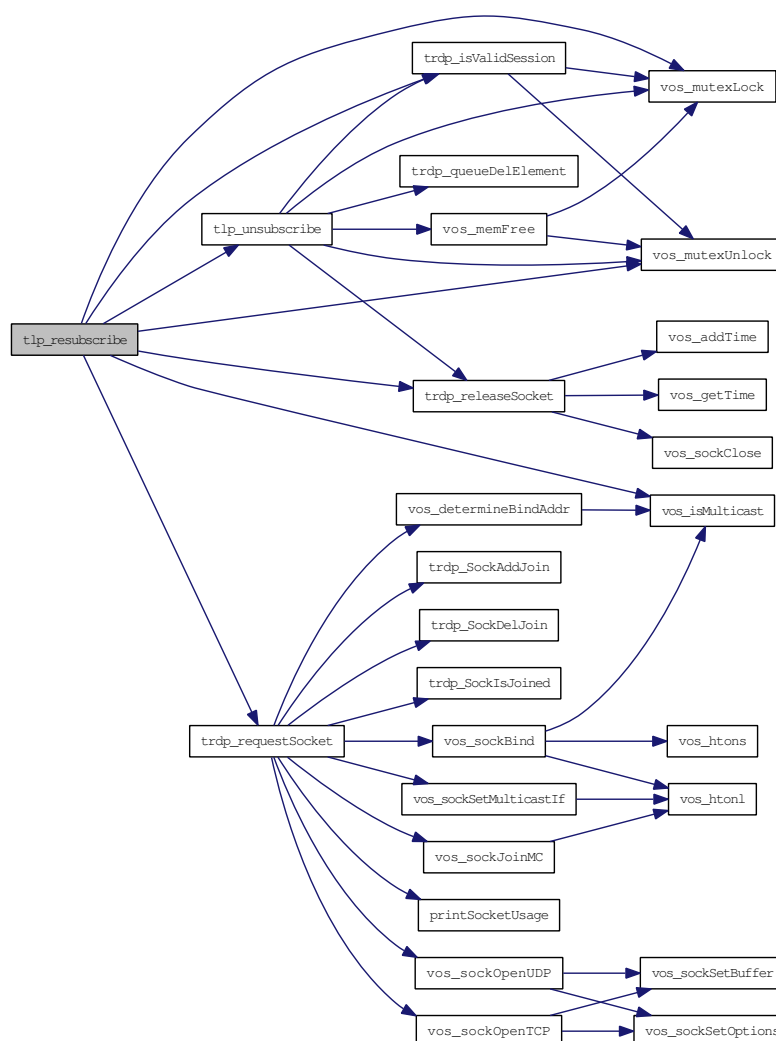 trdp_isValidSession
vos_mutexLock
trdp_queueDelElement
tlp_unsubscribe
vos_memFree
vos_mutexUnlock
tlp_resubscribe
vos_addTime
trdp_releaseSocket
vos_getTime
vos_sockClose
vos_determineBindAddr
vos_isMulticast
trdp_SockAddJoin
trdp_SockDelJoin
trdp_SockIsJoined
trdp_requestSocket
vos_sockBind
vos_htons
vos_sockSetMulticastIf
vos_htonl
vos_sockJoinMC
printSocketUsage
vos_sockOpenUDP
vos_sockSetBuffer
vos_sockOpenTCP
vos_sockSetOptions